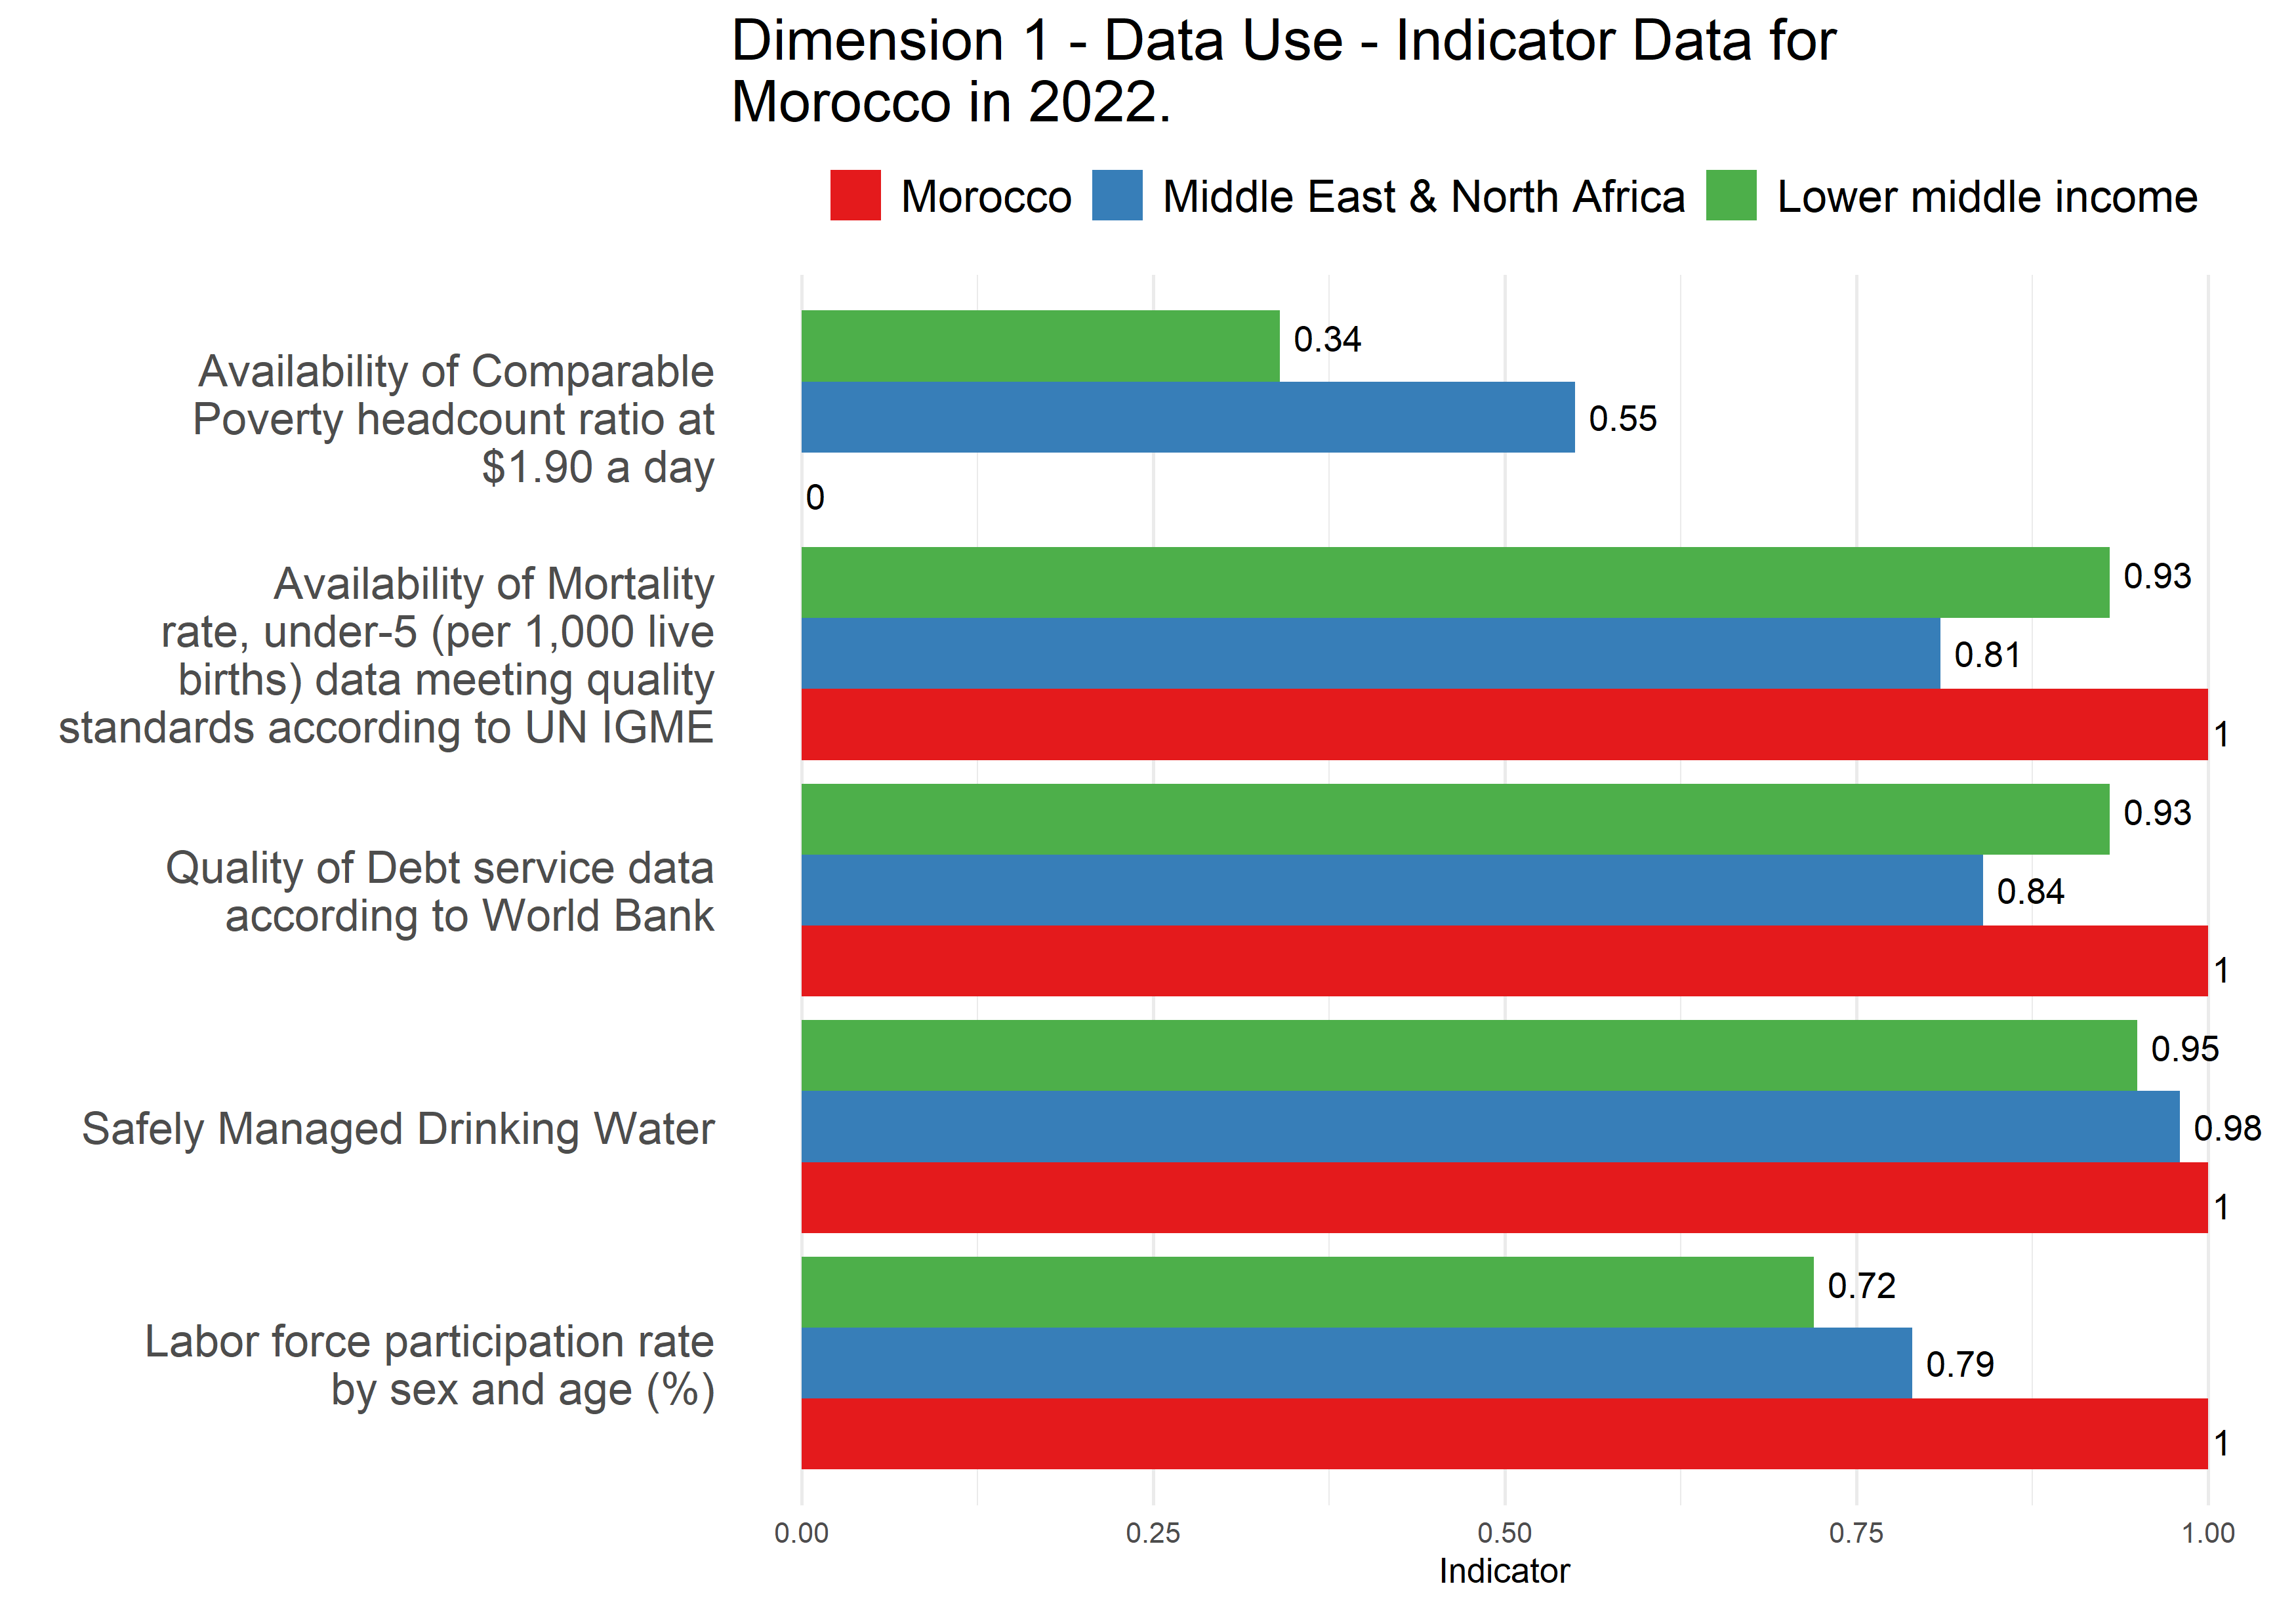 Dimension 1 - Data Use - Indicator Data for
Morocco in 2022.
Morocco Middle East & North Africa Lower middle income
Availability of Comparable
Poverty headcount ratio at
$1.90 a day
0.34
0.55
0
Availability of Mortality
rate, under-5 (per 1,000 live
births) data meeting quality
standards according to UN IGME
0.93
0.81
1
Quality of Debt service data
according to World Bank
0.93
0.84
1
Safely Managed Drinking Water
0.95
0.98
1
Labor force participation rate
by sex and age (%)
0.72
0.79
1
0.00 0.25 0.50 0.75 1.00
Indicator